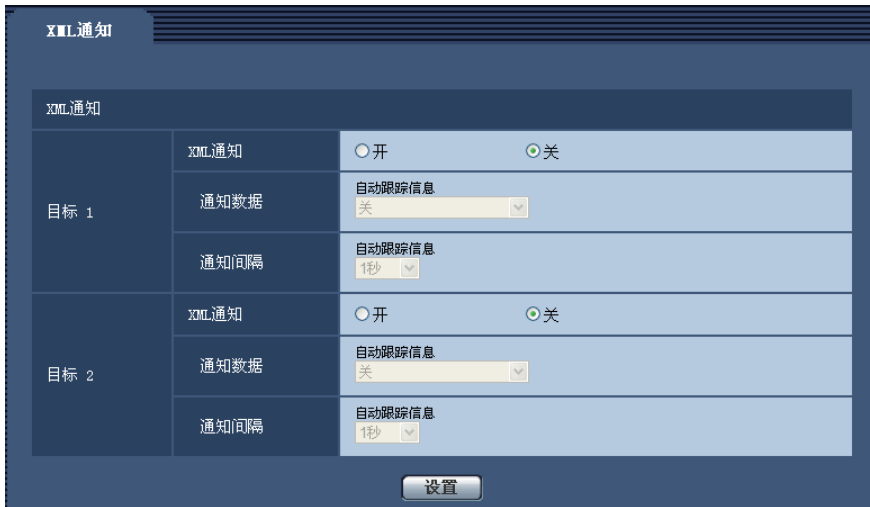 XML通知
XML通知
目标 1
XML通知
开
关
通知数据
自动跟踪信息
关
通知间隔
自动跟踪信息
1秒
目标 2
XML通知
开
关
通知数据
自动跟踪信息
关
通知间隔
自动跟踪信息
1秒
设置